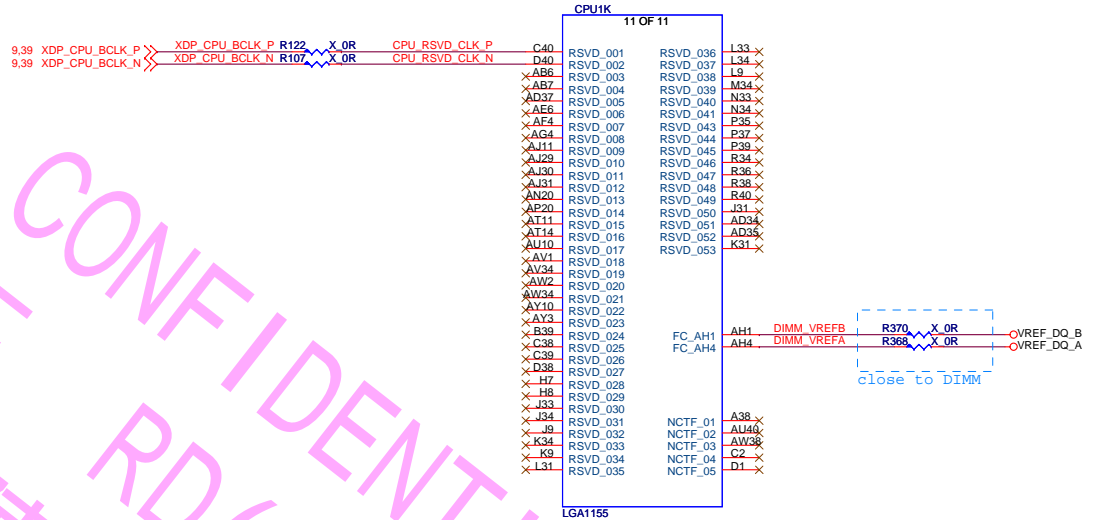 CPU1K
11 OF 11
9,39 XDP_CPU_BCLK_P XDP_CPU_BCLK_P R122 X_0R CPU_RSVD_CLK_P C40 RSVD_001 RSVD_036 L33
9,39 XDP_CPU_BCLK_N XDP_CPU_BCLK_N R107 X_0R CPU_RSVD_CLK_N D40 RSVD_002 RSVD_037 L34
AB6 RSVD_003 RSVD_038 L9
AB7 RSVD_004 RSVD_039 M34
AD37 RSVD_005 RSVD_040 N33
AE6 RSVD_006 RSVD_041 N34
AF4 RSVD_007 RSVD_043 P35
AG4 RSVD_008 RSVD_044 P37
AJ11 RSVD_009 RSVD_045 P39
AJ29 RSVD_010 RSVD_046 R34
AJ30 RSVD_011 RSVD_047 R36
AJ31 RSVD_012 RSVD_048 R38
AN20 RSVD_013 RSVD_049 R40
AP20 RSVD_014 RSVD_050 J31
AT11 RSVD_015 RSVD_051 AD34
AT14 RSVD_016 RSVD_052 AD35
AU10 RSVD_017 RSVD_053 K31
AV1 RSVD_018
AV34 RSVD_019
AW2 RSVD_020
AW34 RSVD_021
AY10 RSVD_022
AY3 RSVD_023
B39 RSVD_024 FC_AH1 AH1 DIMM_VREFB R370 X_0R VREF_DQ_B
C38 RSVD_025 FC_AH4 AH4 DIMM_VREFA R368 X_0R VREF_DQ_A
C39 RSVD_026
D38 RSVD_027
close to DIMM
H7 RSVD_028
H8 RSVD_029
J33 RSVD_030
J34 RSVD_031 NCTF_01 A38
J9 RSVD_032 NCTF_02 AU40
K34 RSVD_033 NCTF_03 AW38
K9 RSVD_034 NCTF_04 C2
L31 RSVD_035 NCTF_05 D1
LGA1155
CONFIDENT
RD